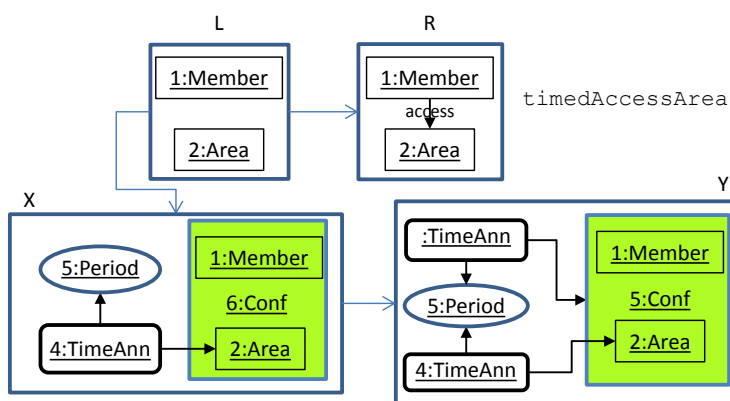 L
R
1:Member
1:Member
access
timedAccessArea
2:Area
2:Area
X
Y
:TimeAnn
1:Member
1:Member
5:Period
6:Conf
5:Period
5:Conf
4:TimeAnn
2:Area
2:Area
4:TimeAnn